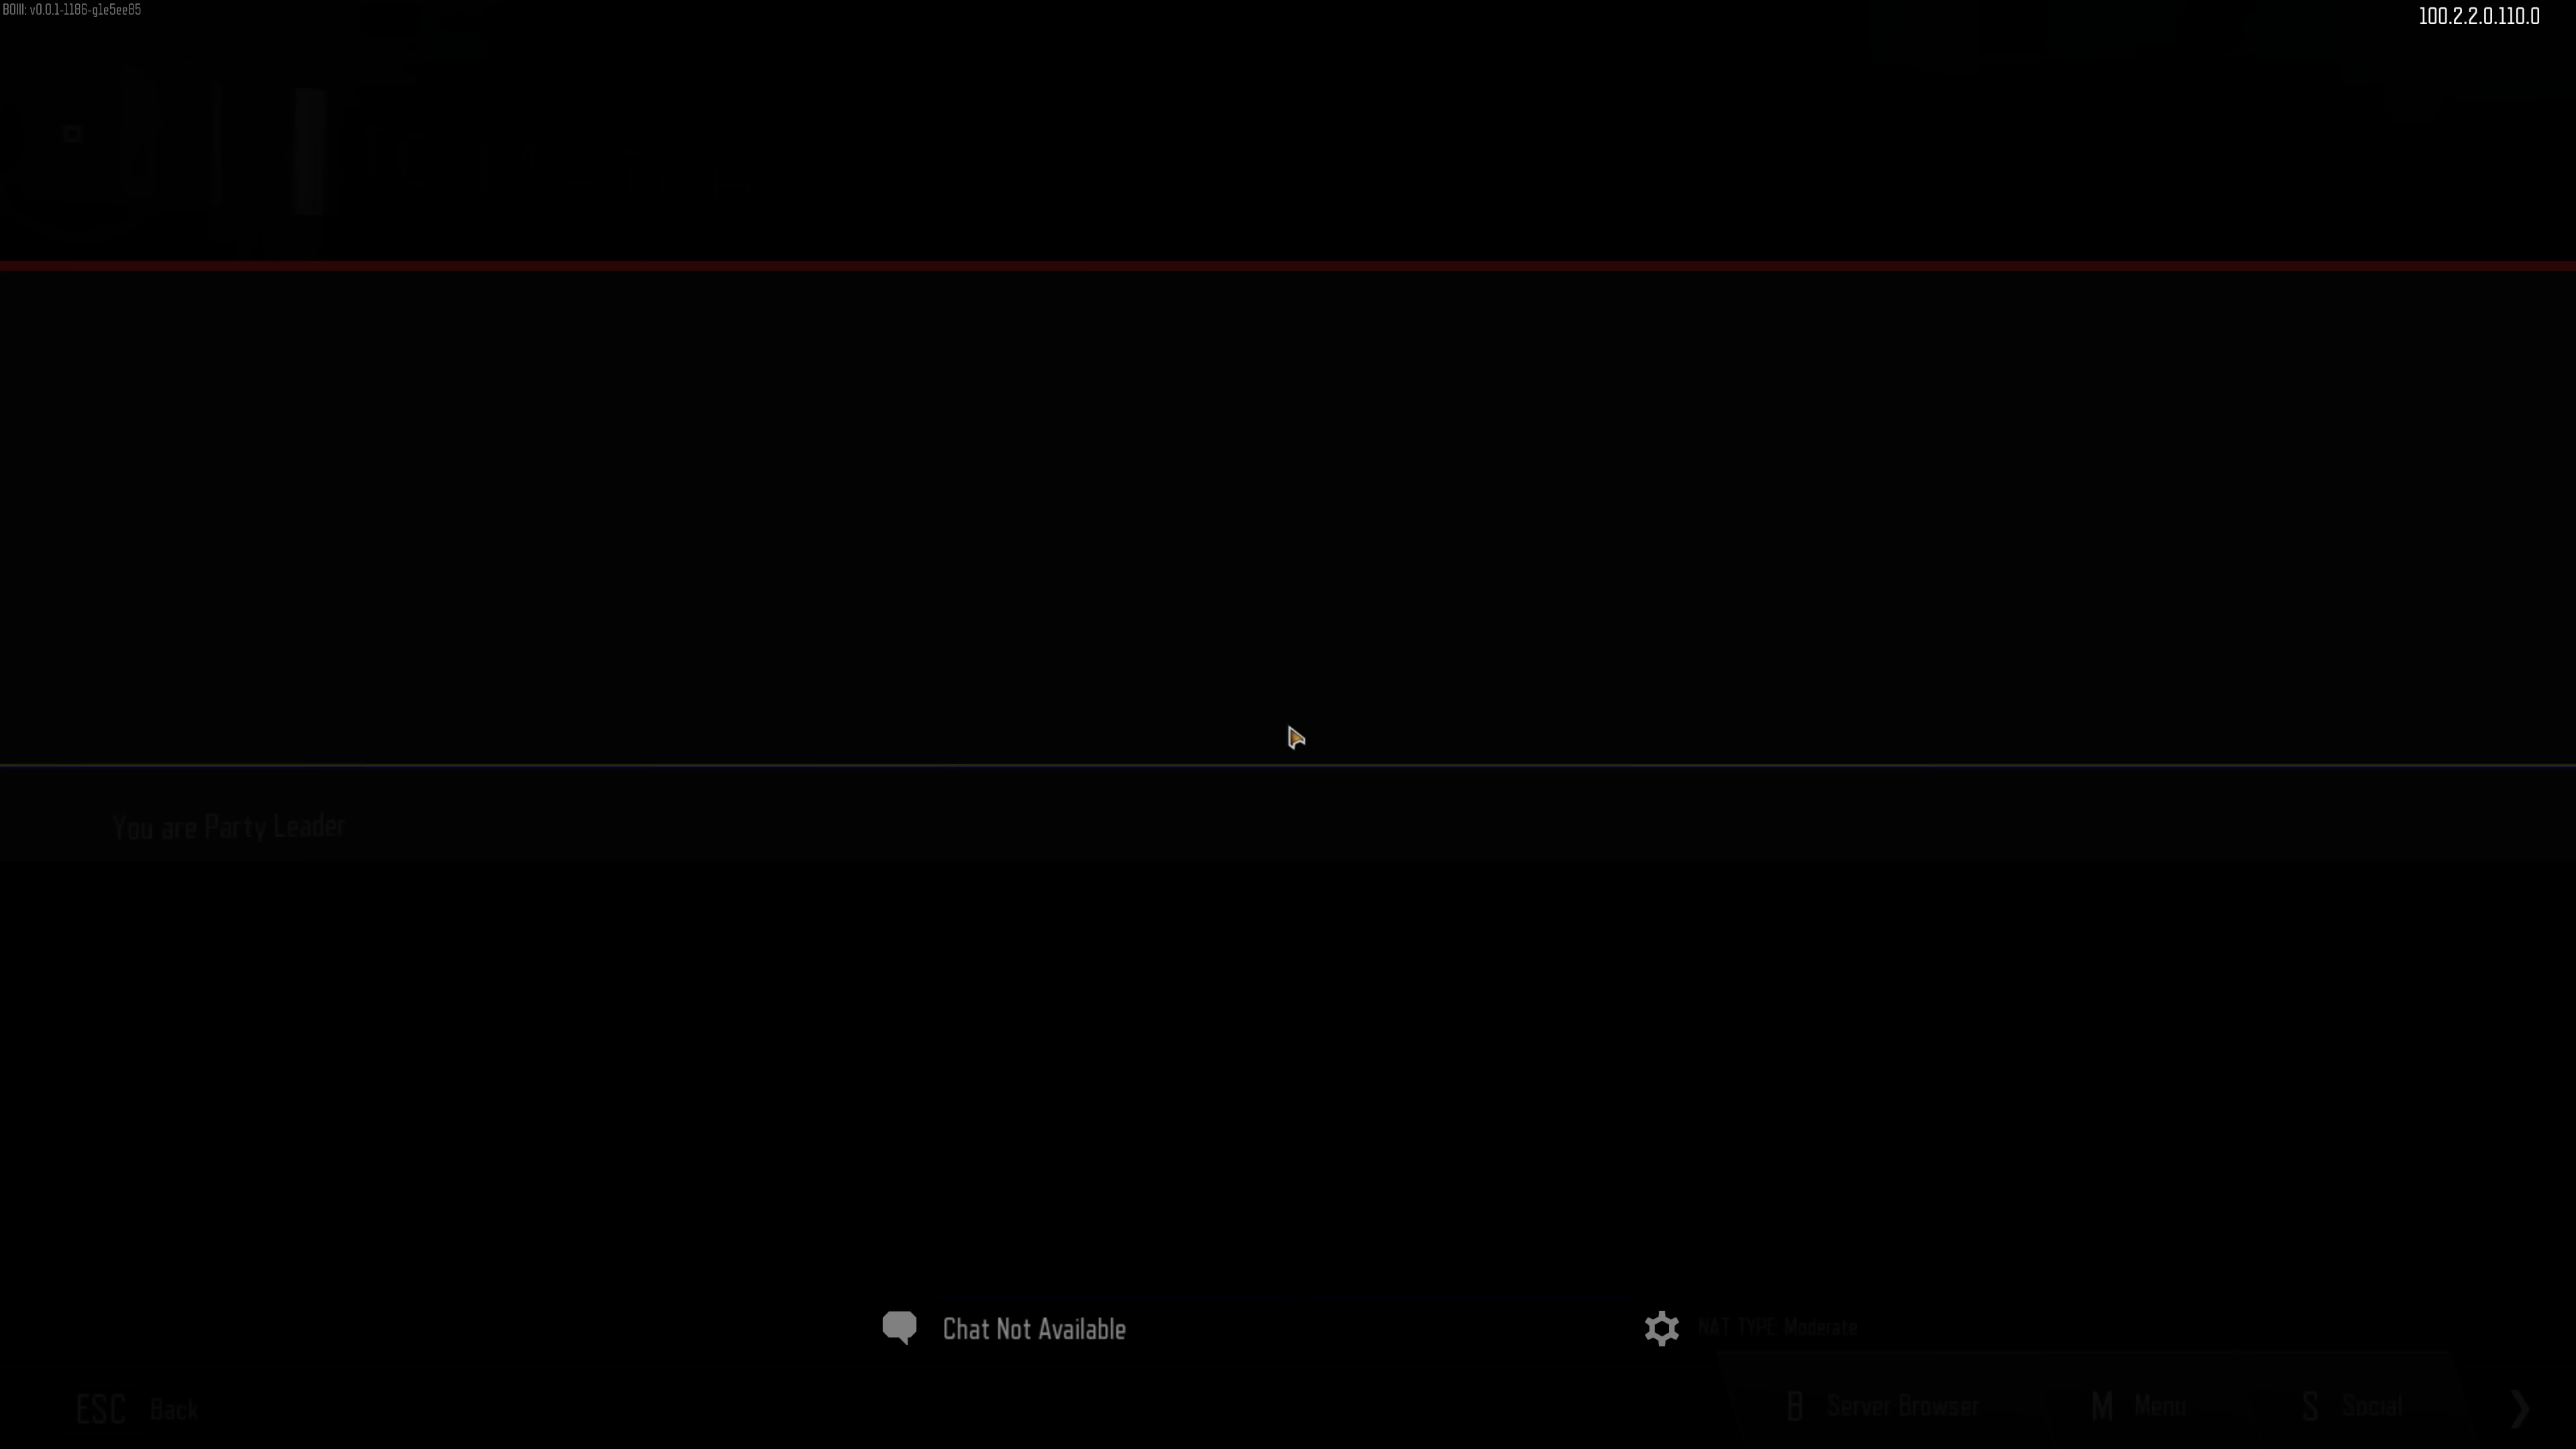 BOIII: v0.0.1-1186-g1e5ee85
100.2.2.0.110.0
You are Party Leader
Chat Not Available
NAT TYPE Moderate
ESC Back
B Server Browser
M Menu
S Social